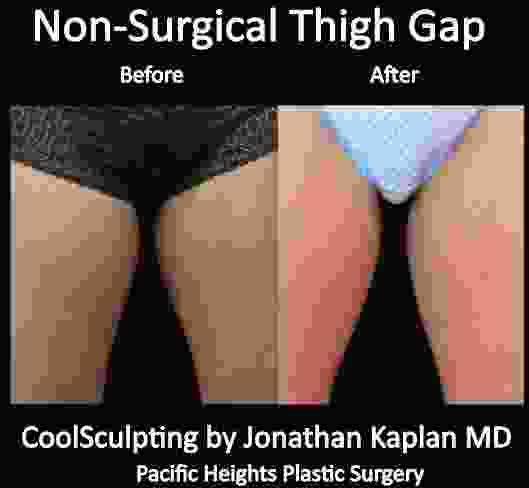 Non-Surgical Thigh Gap
Before
After
CoolSculpting by Jonathan Kaplan MD
Pacific Heights Plastic Surgery